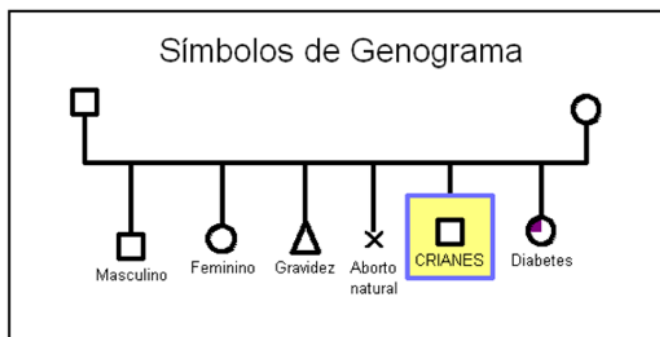 Símbolos de Genograma
Masculino
Feminino
Gravidez
Aborto
natural
CRIANES
Diabetes